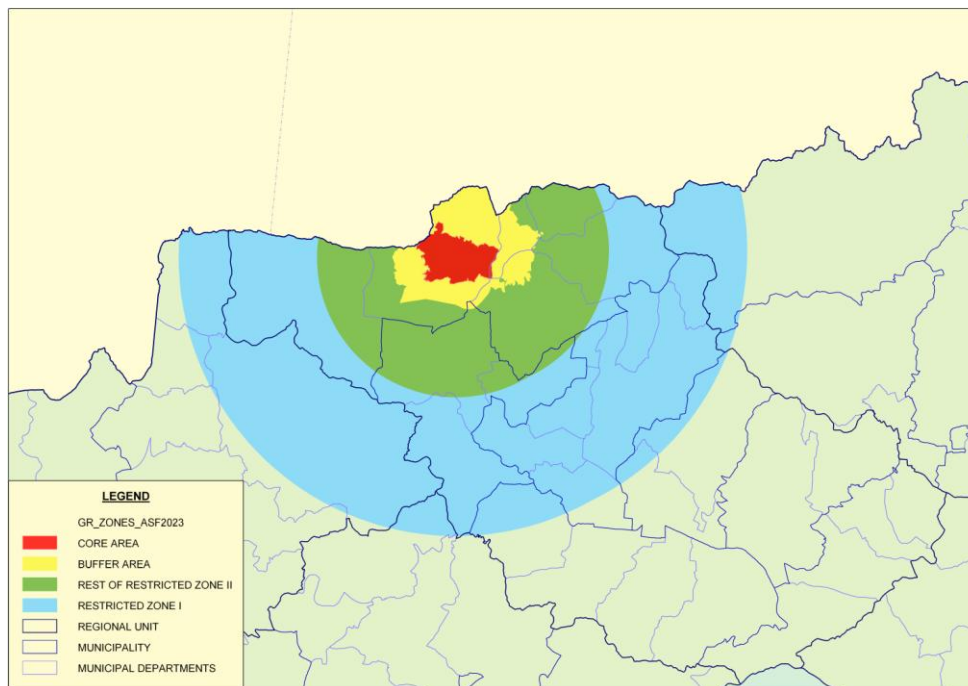 LEGEND
GR_ZONES_ASF2023
CORE AREA
BUFFER AREA
REST OF RESTRICTED ZONE II
RESTRICTED ZONE I
REGIONAL UNIT
MUNICIPALITY
MUNICIPAL DEPARTMENTS